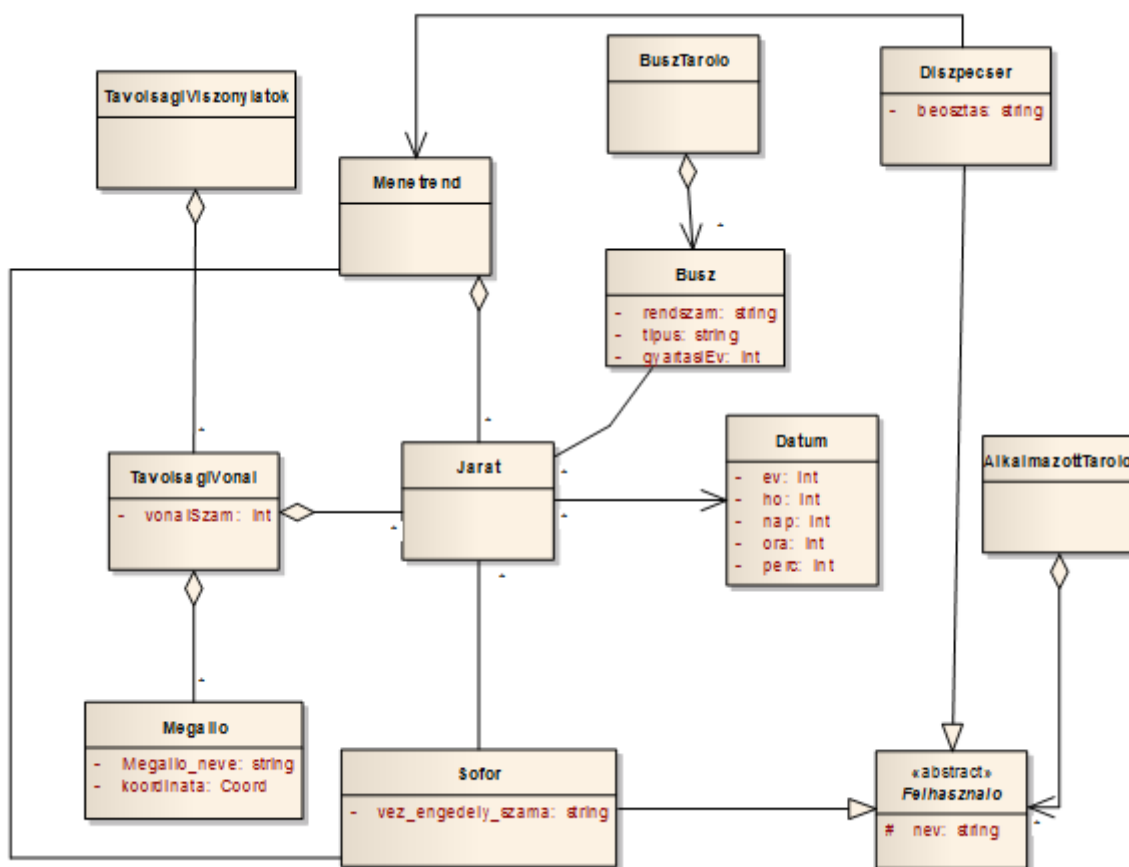 BuszTarolo
Diszpecser
- beosztas: string
TavolsagiViszonylatok
Menetrend
*
Busz
- rendszam: string
- tipus: string
- gyartasiEv: int
*
*
TavolsagiVonal
- vonalSzam: int
Jarat
*
*
*
*
Datum
- ev: int
- ho: int
- nap: int
- ora: int
- perc: int
AlkalmazottTarolo
*
Megallo
- Megallo_neve: string
- koordinata: Coord
Sofor
- vez_engedely_szama: string
«abstract»
Felhasznalo
# nev: string
*